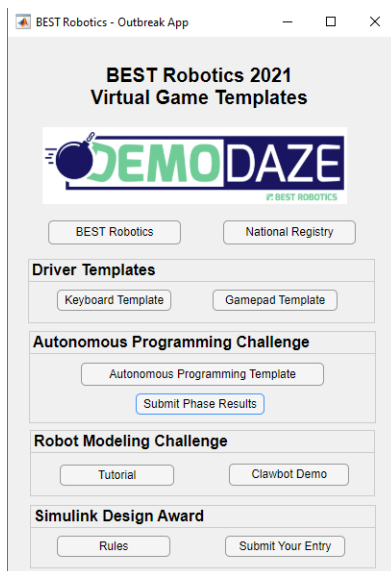 BEST Robotics - Outbreak App
BEST Robotics 2021
Virtual Game Templates
DEMODAZE
BEST ROBOTICS
BEST Robotics National Registry
Driver Templates
Keyboard Template Gamepad Template
Autonomous Programming Challenge
Autonomous Programming Template
Submit Phase Results
Robot Modeling Challenge
Tutorial Clawbot Demo
Simulink Design Award
Rules Submit Your Entry